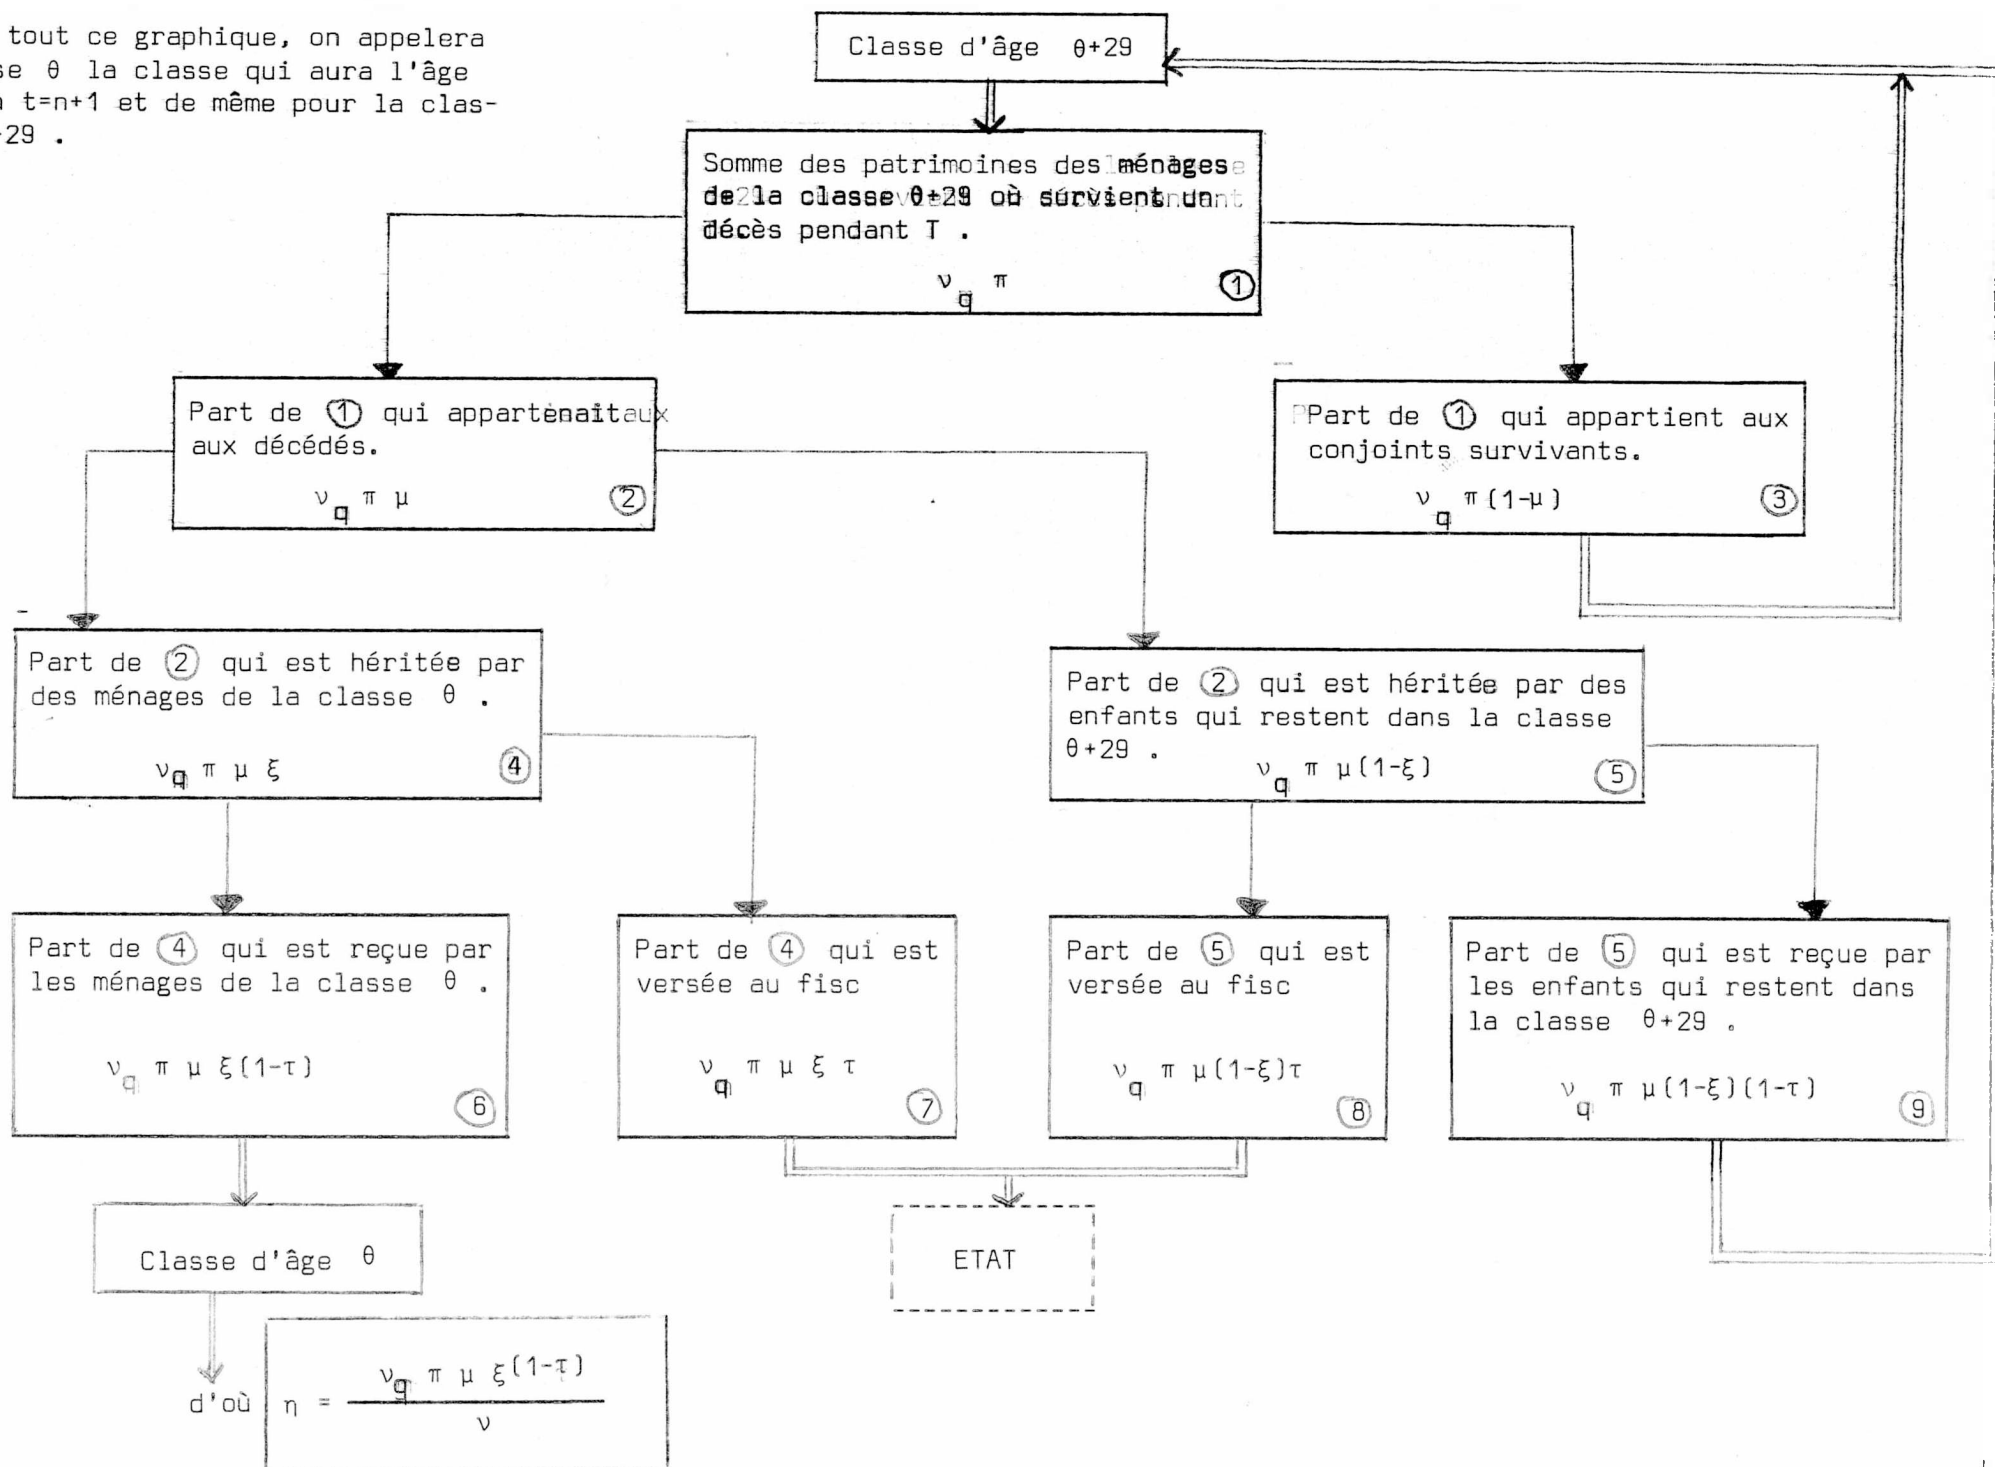 tout ce graphique, on appelera
se θ la classe qui aura l'âge
t=n+1 et de même pour la clas-
+29 .
Classe d'âge θ+29
Somme des patrimoines des ménages
de la classe θ+29 où survient un
décès pendant T .
ν_q π
①
Part de ① qui appartenait
aux décédés.
ν_q π μ
②
Part de ① qui appartient aux
conjoints survivants.
ν_q π(1-μ)
③
Part de ② qui est héritée par
des ménages de la classe θ .
ν_q π μ ξ
④
Part de ② qui est héritée par des
enfants qui restent dans la classe
θ+29 .
ν_q π μ(1-ξ)
⑤
Part de ④ qui est reçue par
les ménages de la classe θ .
ν_q π μ ξ(1-τ)
⑥
Part de ④ qui est
versée au fisc
ν_q π μ ξ τ
⑦
Part de ⑤ qui est
versée au fisc
ν_q π μ(1-ξ)τ
⑧
Part de ⑤ qui est reçue par
les enfants qui restent dans
la classe θ+29 .
ν_q π μ(1-ξ)(1-τ)
⑨
Classe d'âge θ
ETAT
d'où η = ν_q π μ ξ(1-τ)
ν